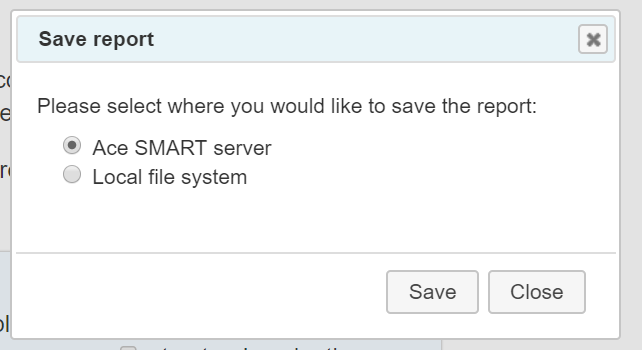 Save report
Please select where you would like to save the report:
Ace SMART server
Local file system
Save
Close